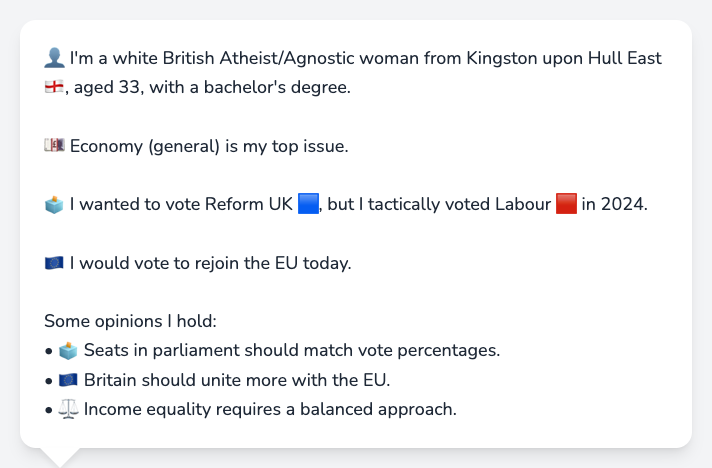 👤 I'm a white British Atheist/Agnostic woman from Kingston upon Hull East
🏴󠁧󠁢󠁥󠁮󠁧󠁿, aged 33, with a bachelor's degree.
💷 Economy (general) is my top issue.
🗳️ I wanted to vote Reform UK 🟦, but I tactically voted Labour 🟥 in 2024.
🇪🇺 I would vote to rejoin the EU today.
Some opinions I hold:
• 🗳️ Seats in parliament should match vote percentages.
• 🇪🇺 Britain should unite more with the EU.
• ⚖️ Income equality requires a balanced approach.